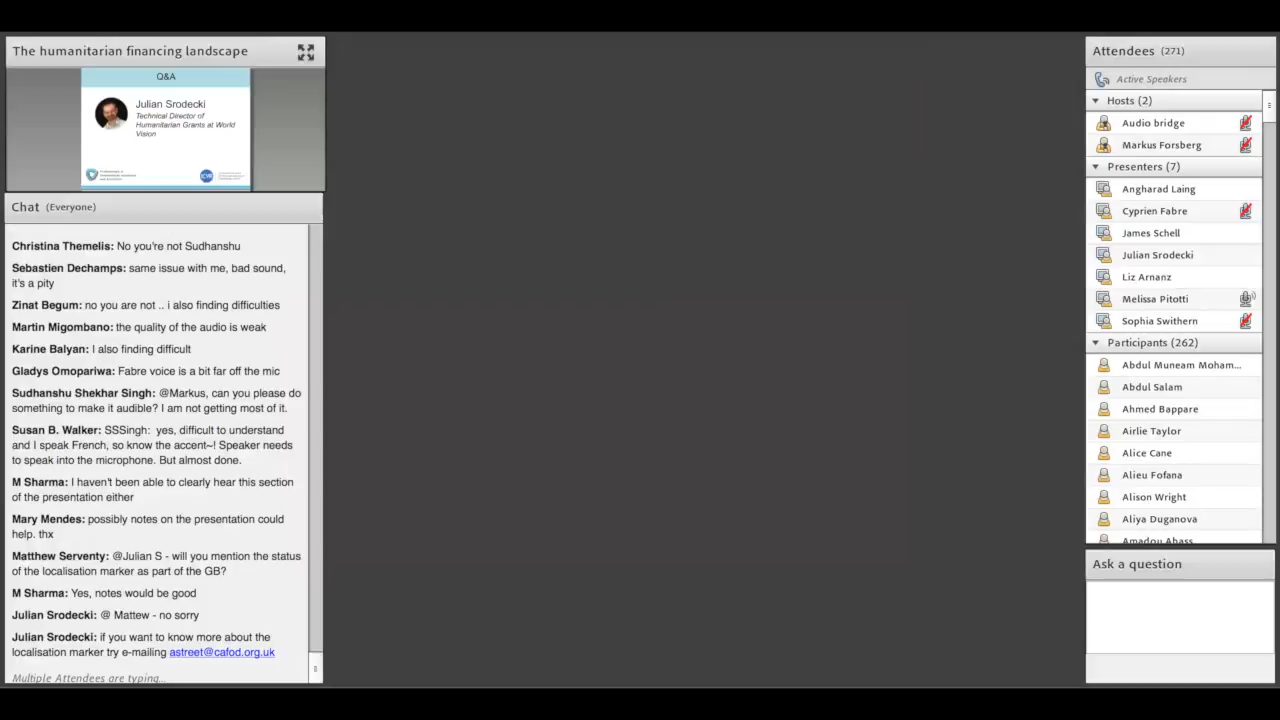 The humanitarian financing landscape
Q&A
Julian Srodecki
Technical Director of
Humanitarian Grants at World
Vision
ICVA
Chat (Everyone)
Christina Themelis: No you're not Sudhanshu
Sebastien Dechamps: same issue with me, bad sound,
it's a pity
Zinat Begum: no you are not .. i also finding difficulties
Martin Migombano: the quality of the audio is weak
Karine Balyan: I also finding difficult
Gladys Omopariwa: Fabre voice is a bit far off the mic
Sudhanshu Shekhar Singh: @Markus, can you please do
something to make it audible? I am not getting most of it.
Susan B. Walker: SSSingh:  yes, difficult to understand
and I speak French, so know the accent~! Speaker needs
to speak into the microphone. But almost done.
M Sharma: I haven't been able to clearly hear this section
of the presentation either
Mary Mendes: possibly notes on the presentation could
help. thx
Matthew Serventy: @Julian S - will you mention the status
of the localisation marker as part of the GB?
M Sharma: Yes, notes would be good
Julian Srodecki: @ Mattew - no sorry
Julian Srodecki: if you want to know more about the
localisation marker try e-mailing astreet@cafod.org.uk
Multiple Attendees are typing...
Attendees (271)
Active Speakers
Hosts (2)
Audio bridge
Markus Forsberg
Presenters (7)
Angharad Laing
Cyprien Fabre
James Schell
Julian Srodecki
Liz Arnanz
Melissa Pitotti
Sophia Swithern
Participants (262)
Abdul Muneam Moham...
Abdul Salam
Ahmed Bappare
Airlie Taylor
Alice Cane
Alieu Fofana
Alison Wright
Aliya Duganova
Amadou Abass
Ask a question